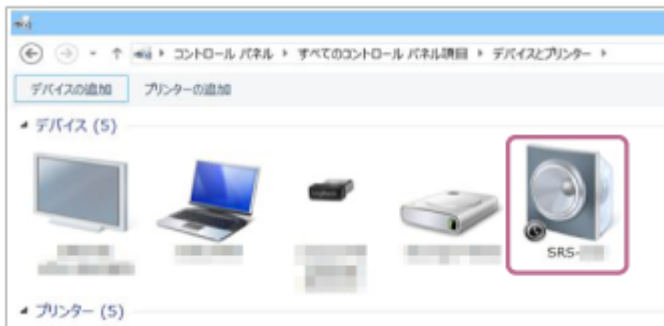 コントロール パネル ▸ すべてのコントロール パネル項目 ▸ デバイスとプリンター ▸
デバイスの追加 プリンターの追加
デバイス (5)
SRS-
プリンター (5)